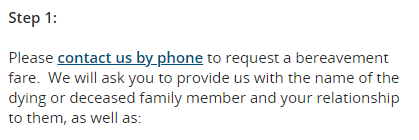 Step 1:
Please contact us by phone to request a bereavement
fare.  We will ask you to provide us with the name of the
dying or deceased family member and your relationship
to them, as well as: